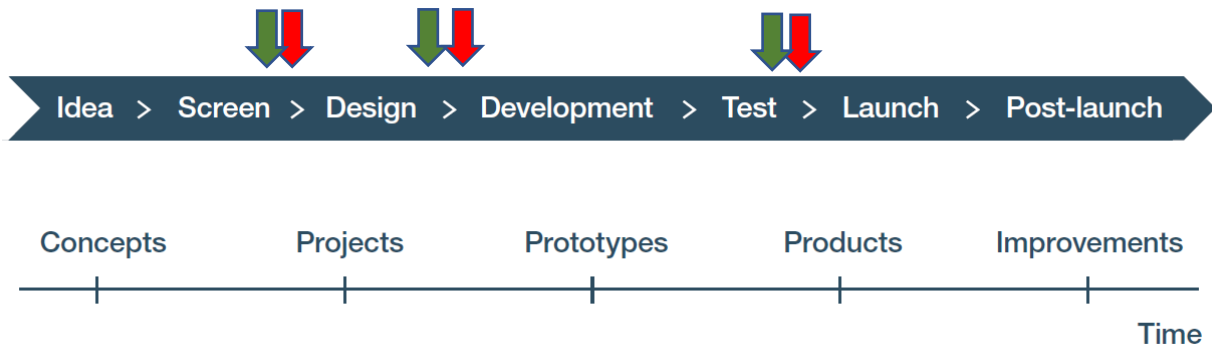 Idea > Screen > Design > Development > Test > Launch > Post-launch
Concepts Projects Prototypes Products Improvements
Time